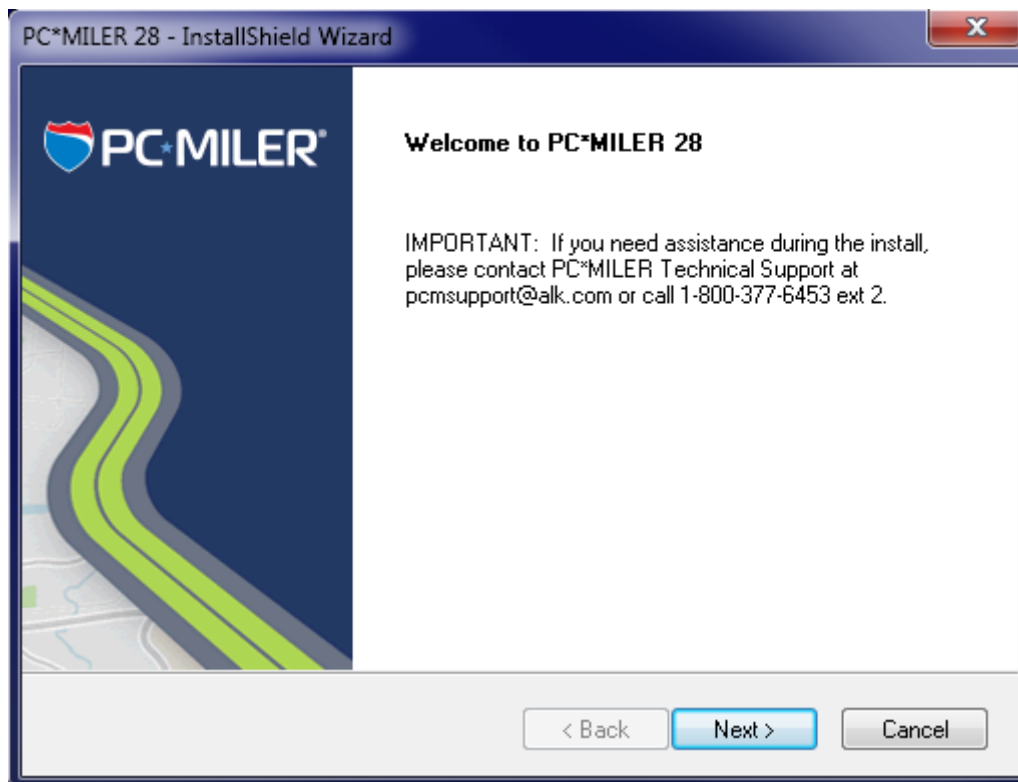 PC*MILER 28 - InstallShield Wizard
X
PC*MILER®
Welcome to PC*MILER 28
IMPORTANT: If you need assistance during the install,
please contact PC*MILER Technical Support at
pcmsupport@alk.com or call 1-800-377-6453 ext 2.
< Back
Next >
Cancel